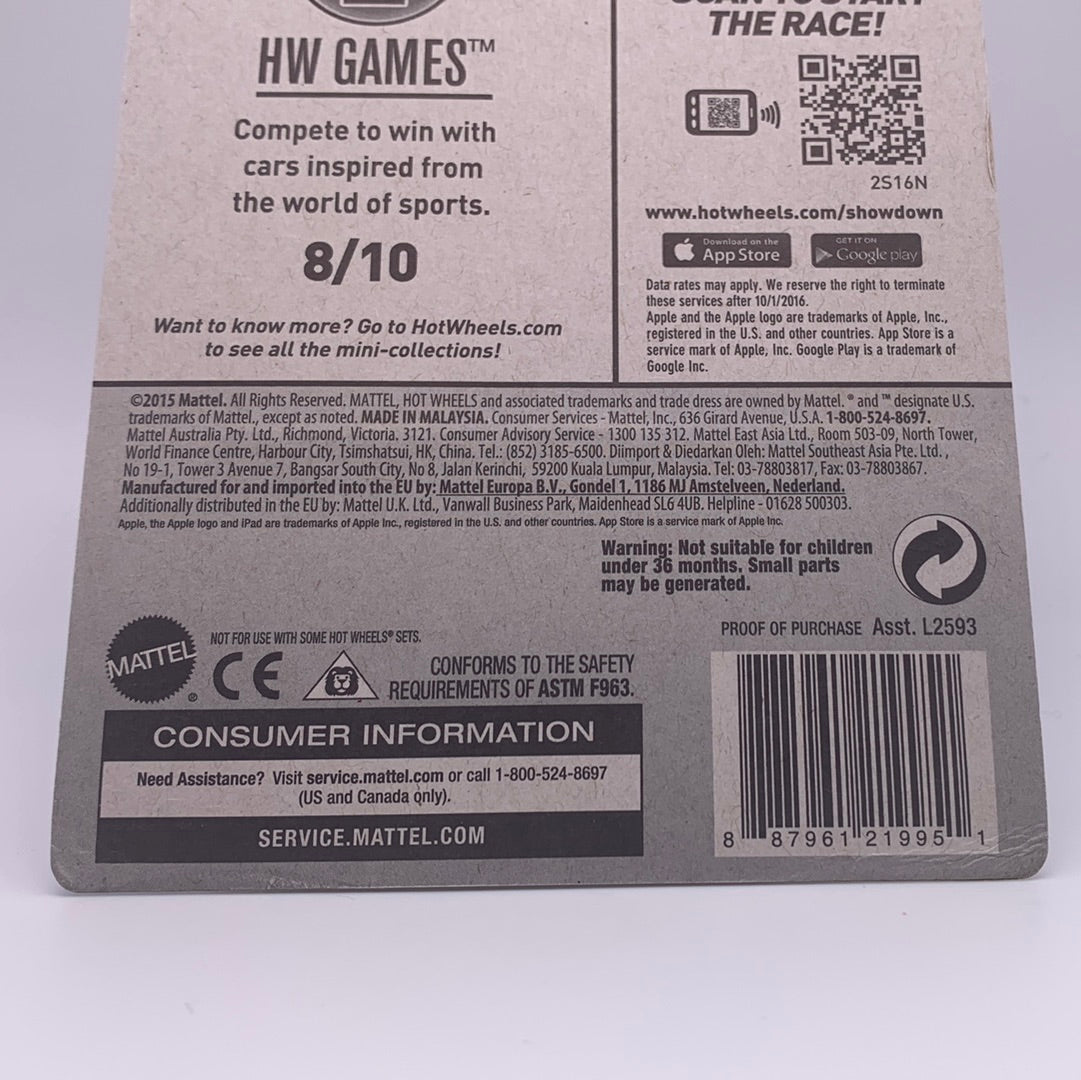 HW GAMES™
Compete to win with
cars inspired from
the world of sports.
8/10
Want to know more? Go to HotWheels.com
to see all the mini-collections!
SCAN TO START
THE RACE!
2S16N
www.hotwheels.com/showdown
Download on the
App Store
GET IT ON
Google play
Data rates may apply. We reserve the right to terminate
these services after 10/1/2016.
Apple and the Apple logo are trademarks of Apple, Inc.,
registered in the U.S. and other countries. App Store is a
service mark of Apple, Inc. Google Play is a trademark of
Google Inc.
©2015 Mattel. All Rights Reserved. MATTEL, HOT WHEELS and associated trademarks and trade dress are owned by Mattel. ® and ™ designate U.S.
trademarks of Mattel., except as noted. MADE IN MALAYSIA. Consumer Services - Mattel, Inc., 636 Girard Avenue, U.S.A. 1-800-524-8697.
Mattel Australia Pty. Ltd., Richmond, Victoria. 3121. Consumer Advisory Service - 1300 135 312. Mattel East Asia Ltd., Room 503-09, North Tower,
World Finance Centre, Harbour City, Tsimshatsui, HK, China. Tel.: (852) 3185-6500. Diimport & Diedarkan Oleh: Mattel Southeast Asia Pte. Ltd.,
No 19-1, Tower 3 Avenue 7, Bangsar South City, No 8, Jalan Kerinchi, 59200 Kuala Lumpur, Malaysia. Tel: 03-78803817, Fax: 03-78803867.
Manufactured for and imported into the EU by: Mattel Europa B.V., Gondel 1, 1186 MJ Amstelveen, Nederland.
Additionally distributed in the EU by: Mattel U.K. Ltd., Vanwall Business Park, Maidenhead SL6 4UB. Helpline - 01628 500303.
Apple, the Apple logo and iPad are trademarks of Apple Inc., registered in the U.S. and other countries. App Store is a service mark of Apple Inc.
Warning: Not suitable for children
under 36 months. Small parts
may be generated.
PROOF OF PURCHASE Asst. L2593
MATTEL®
NOT FOR USE WITH SOME HOT WHEELS® SETS.
CE
CONFORMS TO THE SAFETY
REQUIREMENTS OF ASTM F963.
CONSUMER INFORMATION
Need Assistance? Visit service.mattel.com or call 1-800-524-8697
(US and Canada only).
SERVICE.MATTEL.COM
8 87961 21995 1